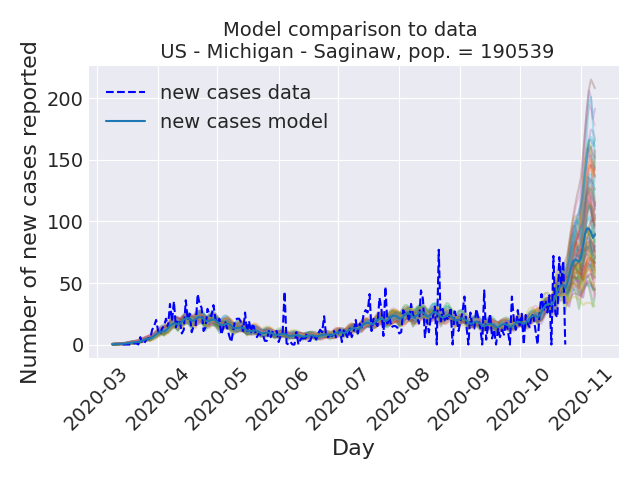 Model comparison to data
US - Michigan - Saginaw, pop. = 190539
Number of new cases reported
new cases data
new cases model
200
150
100
50
0
2020-03
2020-04
2020-05
2020-06
2020-07
2020-08
2020-09
2020-10
2020-11
Day